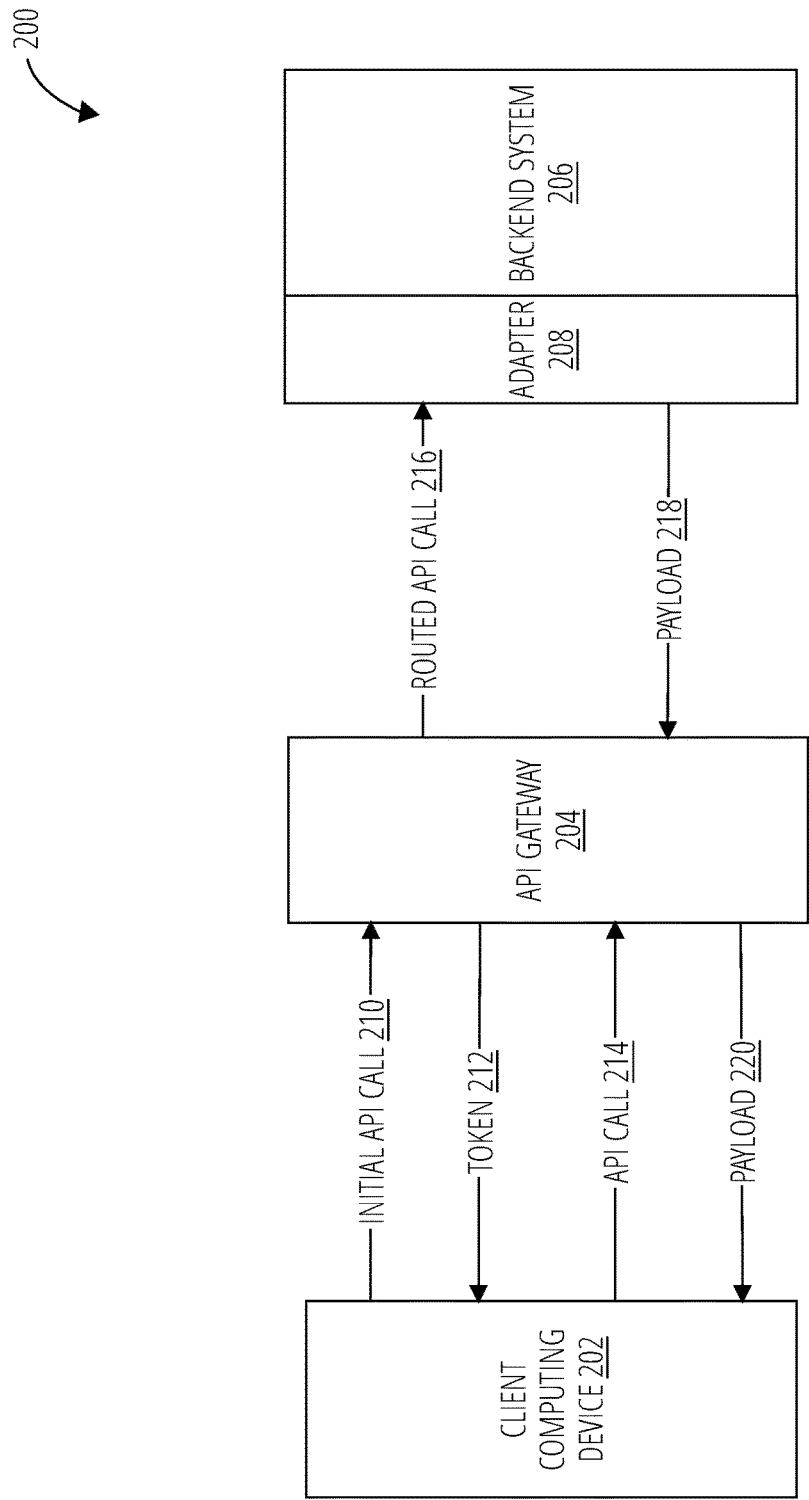 200
CLIENT
COMPUTING
DEVICE 202
INITIAL API CALL 210
TOKEN 212
API CALL 214
PAYLOAD 220
API GATEWAY
204
ROUTED API CALL 216
PAYLOAD 218
ADAPTER
208
BACKEND SYSTEM
206